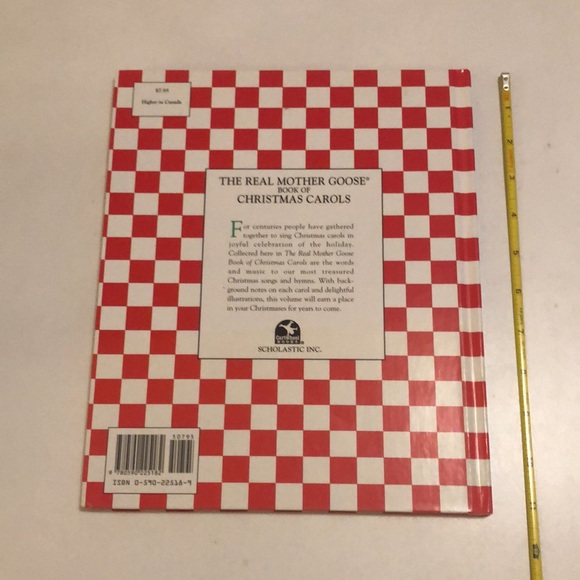 $7.95
Higher in Canada
THE REAL MOTHER GOOSE®
BOOK OF
CHRISTMAS CAROLS
For centuries people have gathered
together to sing Christmas carols in
joyful celebration of the holiday.
Collected here in The Real Mother Goose
Book of Christmas Carols are the words
and music to our most treasured
Christmas songs and hymns. With back-
ground notes on each carol and delightful
illustrations, this volume will earn a place
in your Christmases for years to come.
SCHOLASTIC INC.
50795
9 780590 225182
ISBN 0-590-22518-9